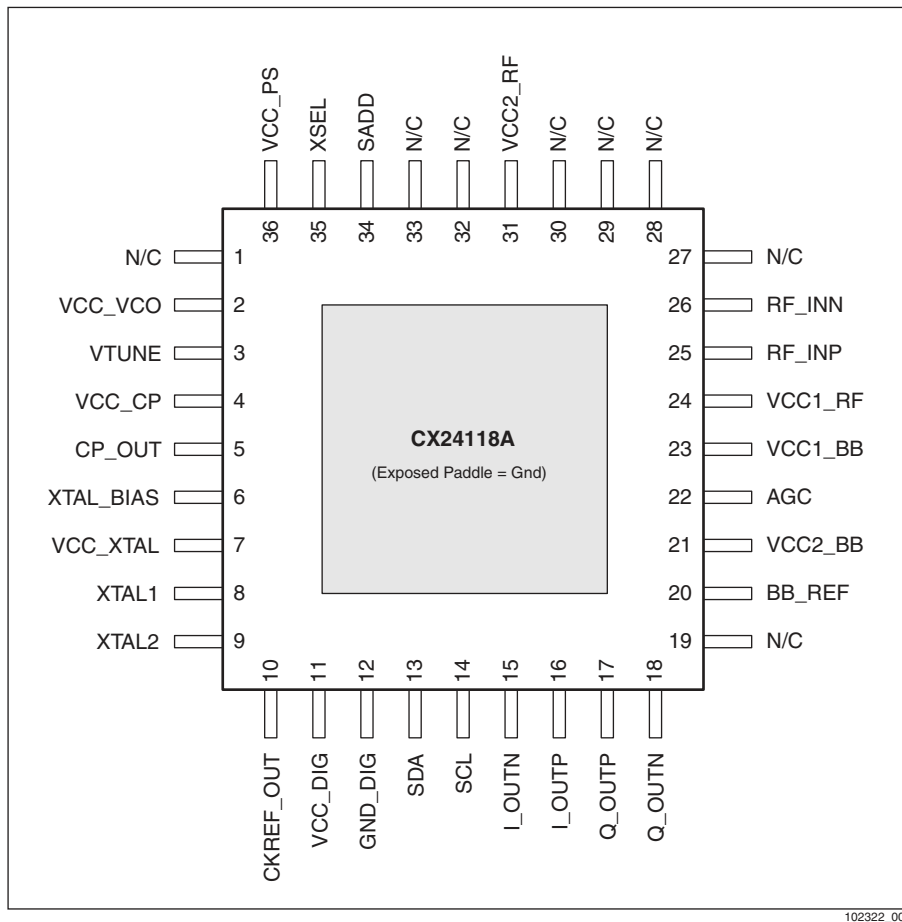 VCC_PS
XSEL
SADD
N/C
N/C
VCC2_RF
N/C
N/C
N/C
36
35
34
33
32
31
30
29
28
N/C 1
VCC_VCO 2
VTUNE 3
VCC_CP 4
CP_OUT 5
XTAL_BIAS 6
VCC_XTAL 7
XTAL1 8
XTAL2 9
CX24118A
(Exposed Paddle = Gnd)
27 N/C
26 RF_INN
25 RF_INP
24 VCC1_RF
23 VCC1_BB
22 AGC
21 VCC2_BB
20 BB_REF
19 N/C
10
11
12
13
14
15
16
17
18
CKREF_OUT
VCC_DIG
GND_DIG
SDA
SCL
I_OUTN
I_OUTP
Q_OUTP
Q_OUTN